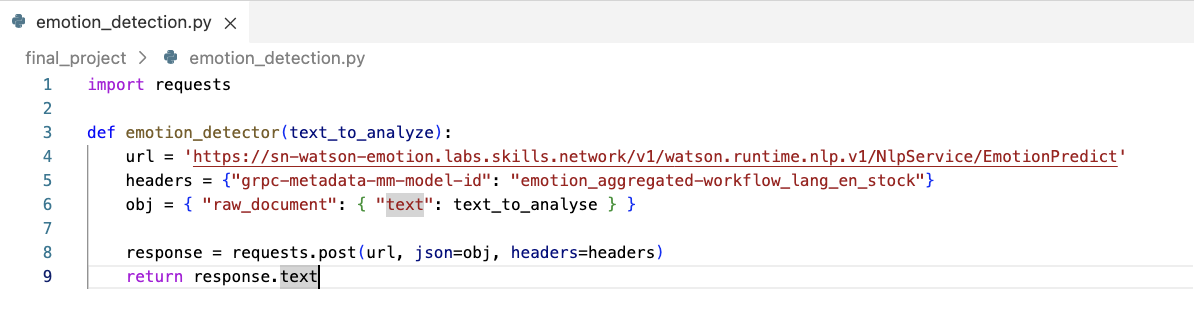 emotion_detection.py
final_project > emotion_detection.py
1 import requests
2
3 def emotion_detector(text_to_analyze):
4     url = 'https://sn-watson-emotion.labs.skills.network/v1/watson.runtime.nlp.v1/NlpService/EmotionPredict'
5     headers = {"grpc-metadata-mm-model-id": "emotion_aggregated-workflow_lang_en_stock"}
6     obj = { "raw_document": { "text": text_to_analyse } }
7
8     response = requests.post(url, json=obj, headers=headers)
9     return response.text